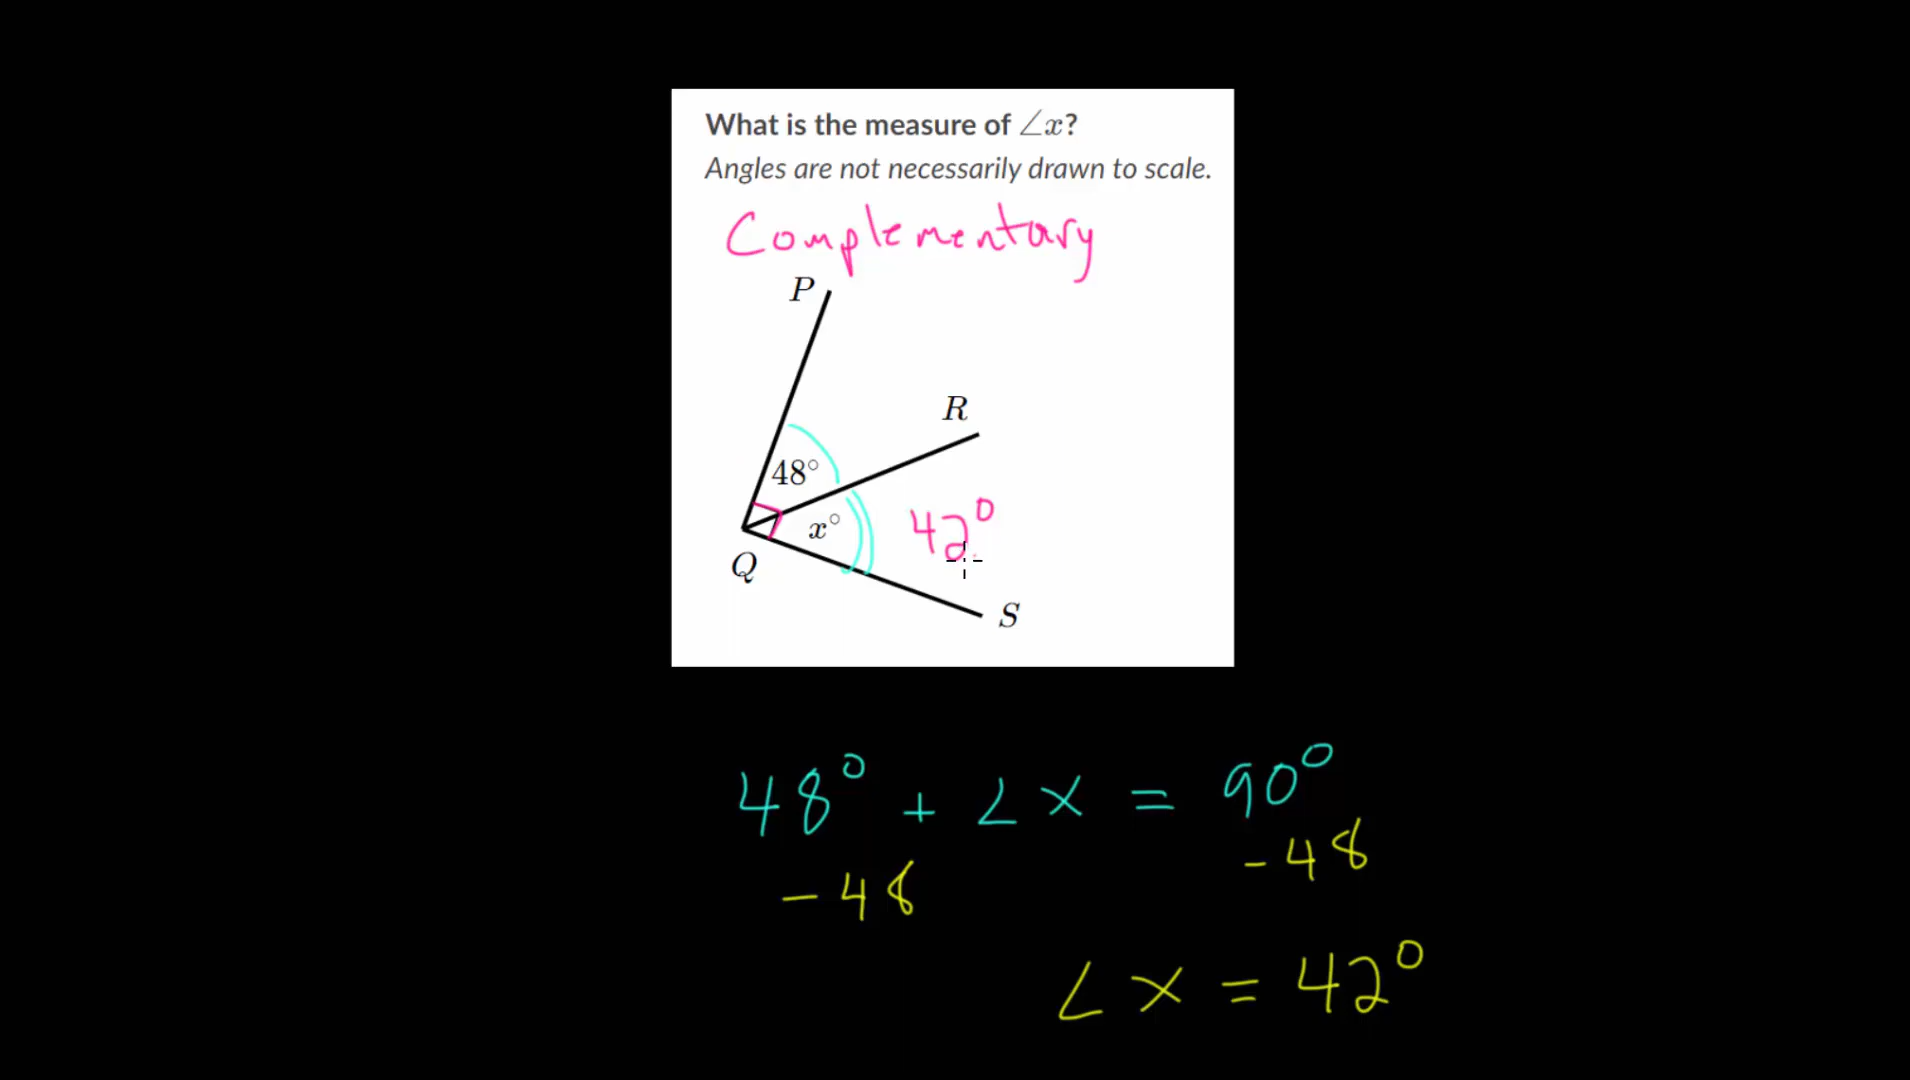 What is the measure of ∠x?
Angles are not necessarily drawn to scale.
Complementary
P
R
48°
x°
42°
Q
S
48° + ∠x = 90°
-48 -48
∠x = 42°